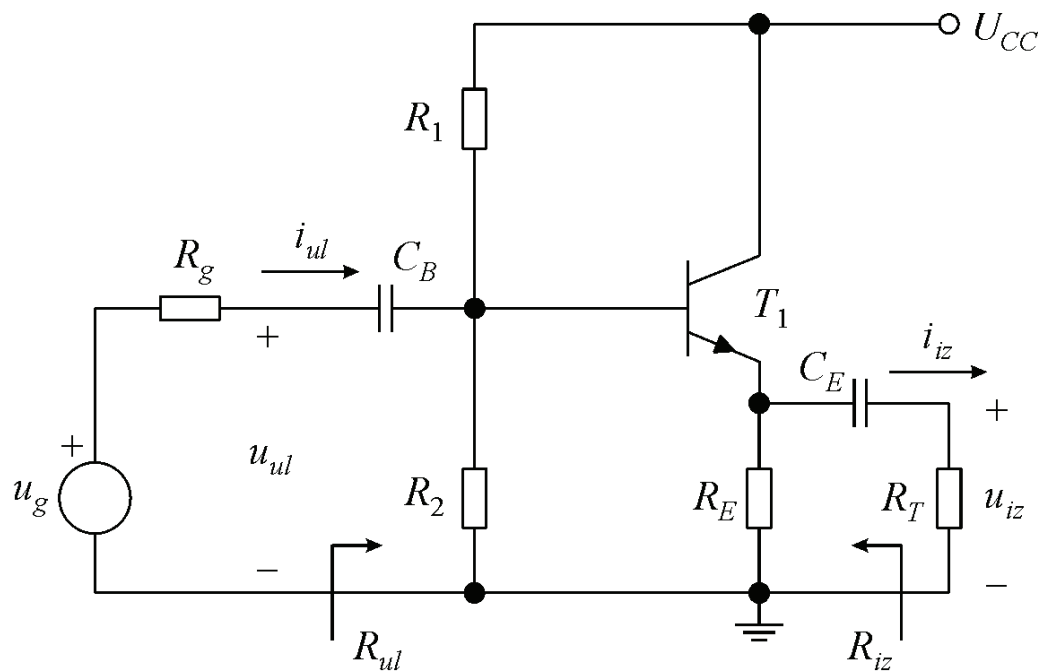 U_CC
R_1
i_ul
R_g
C_B
T_1
i_iz
C_E
+
+
+
u_ul
u_g
R_2
R_E
R_T
u_iz
−
−
R_ul
R_iz